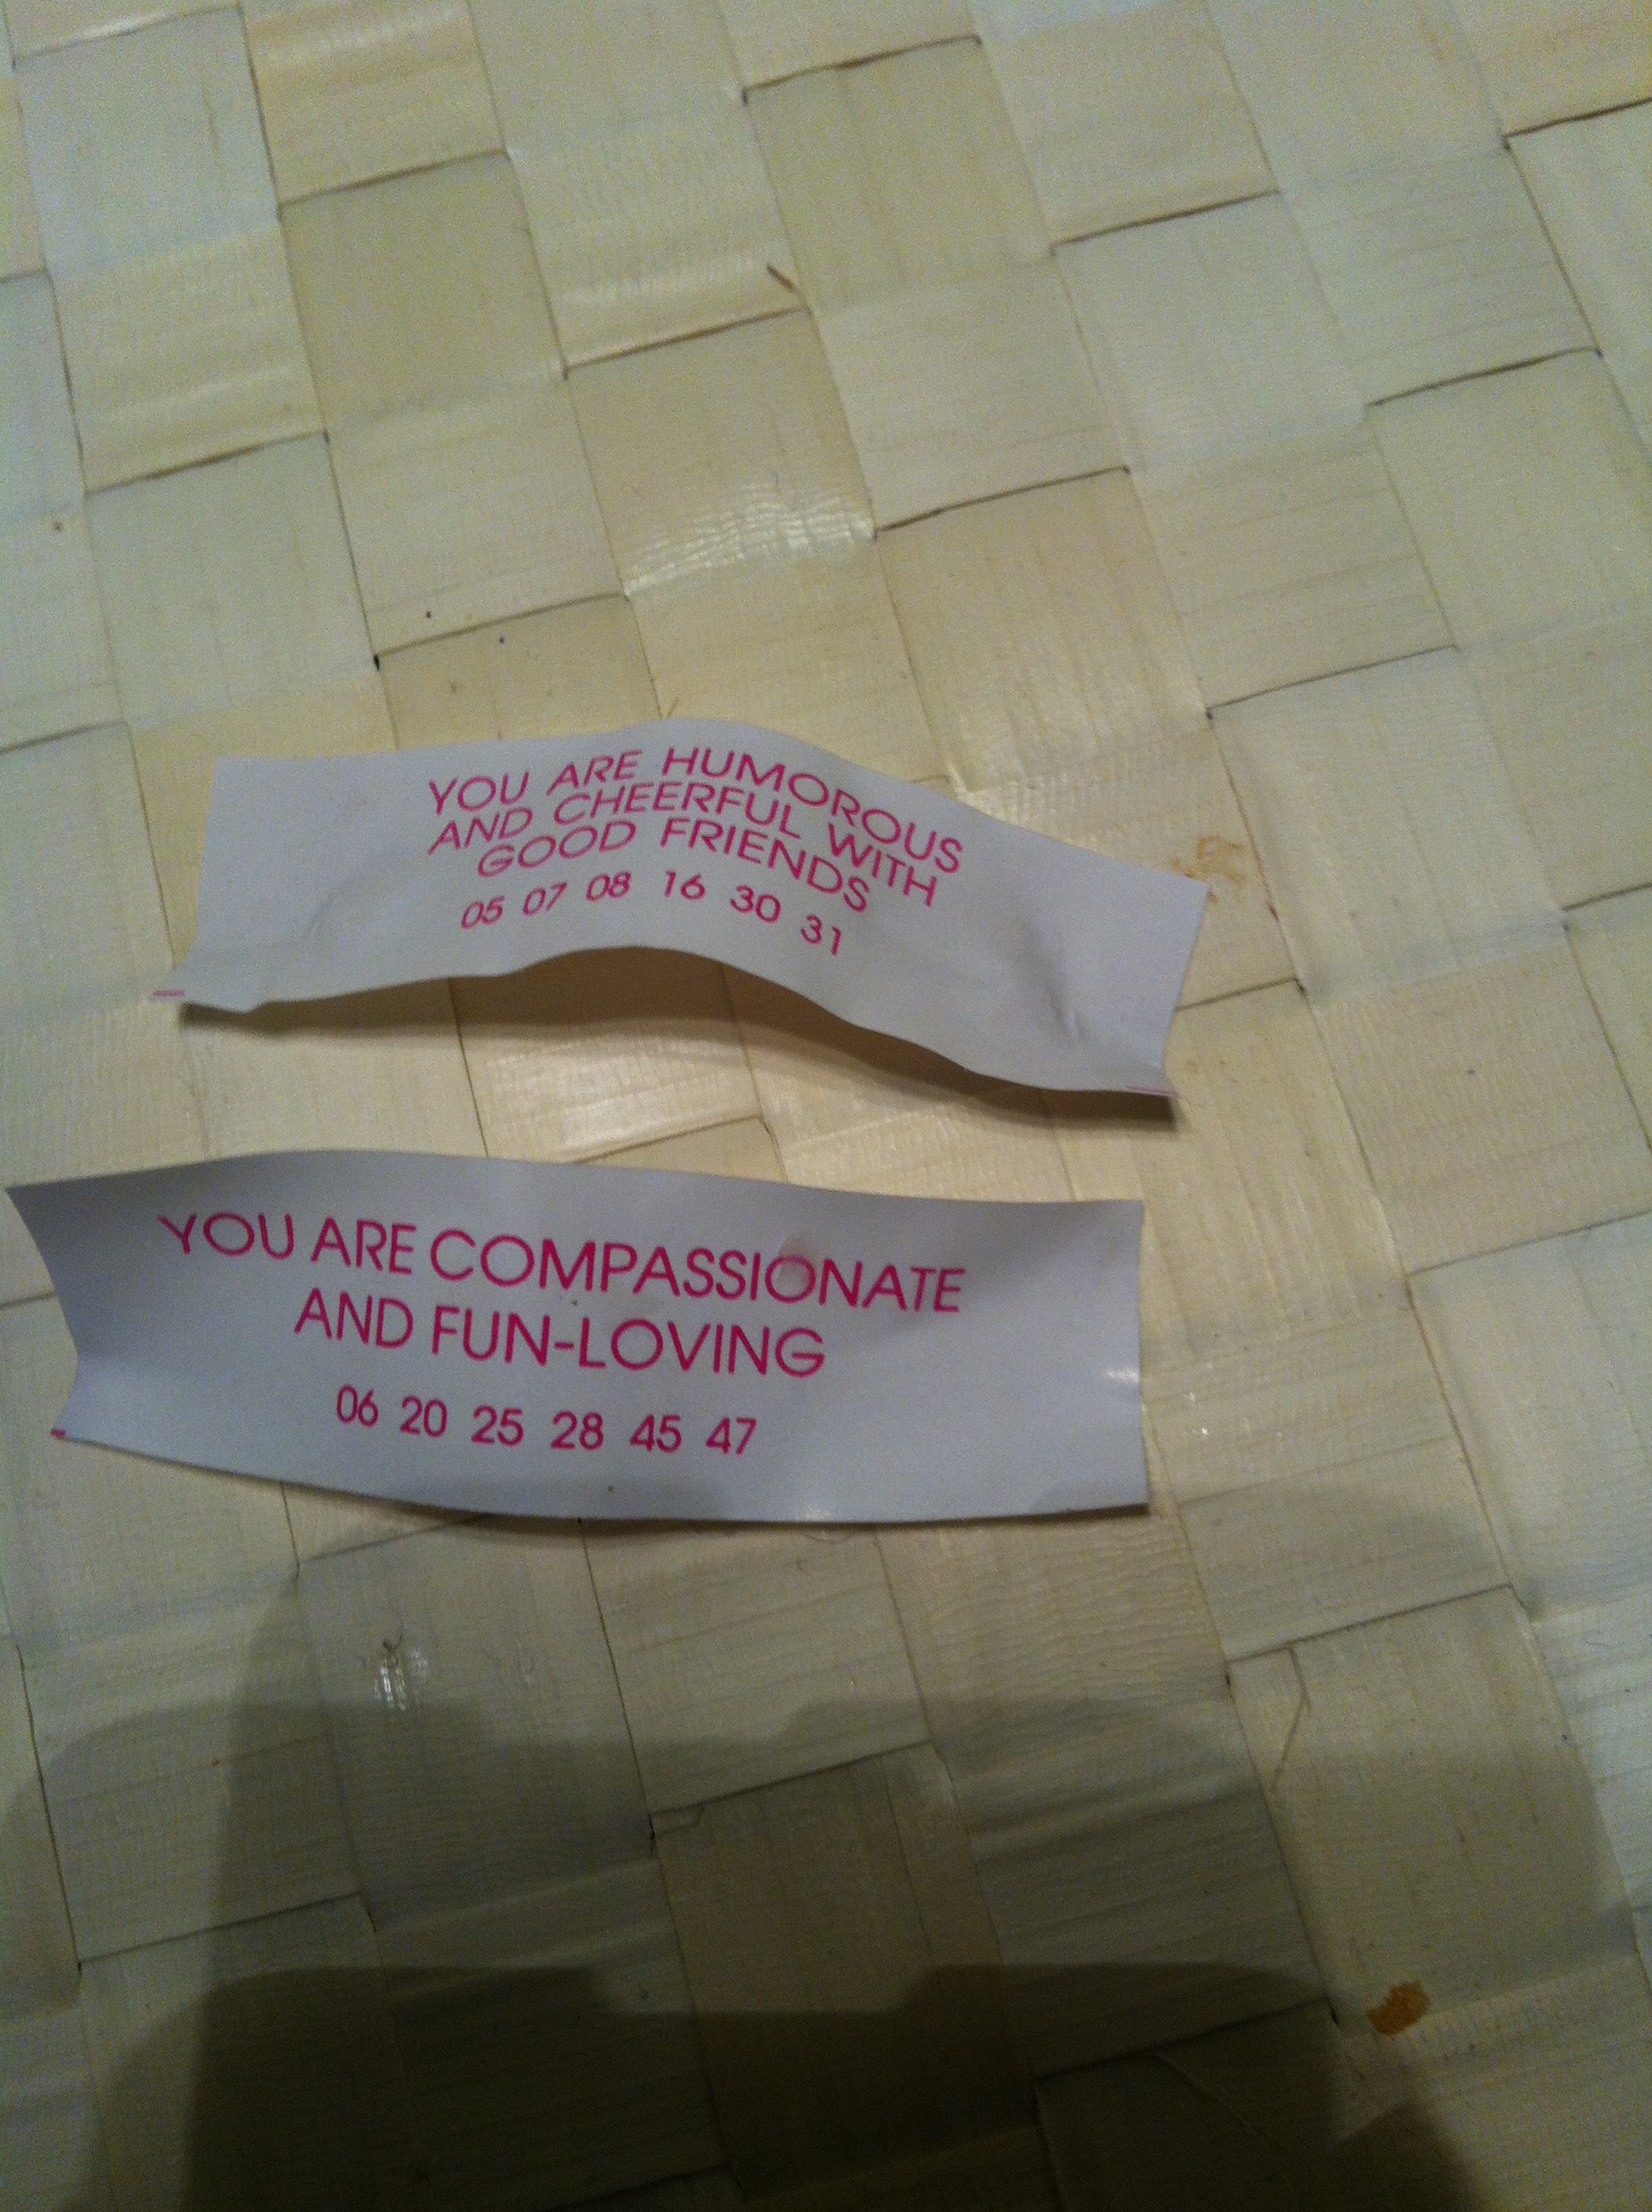 YOU ARE HUMOROUS
AND CHEERFUL WITH
GOOD FRIENDS
05 07 08 16 30 31
YOU ARE COMPASSIONATE
AND FUN-LOVING
06 20 25 28 45 47